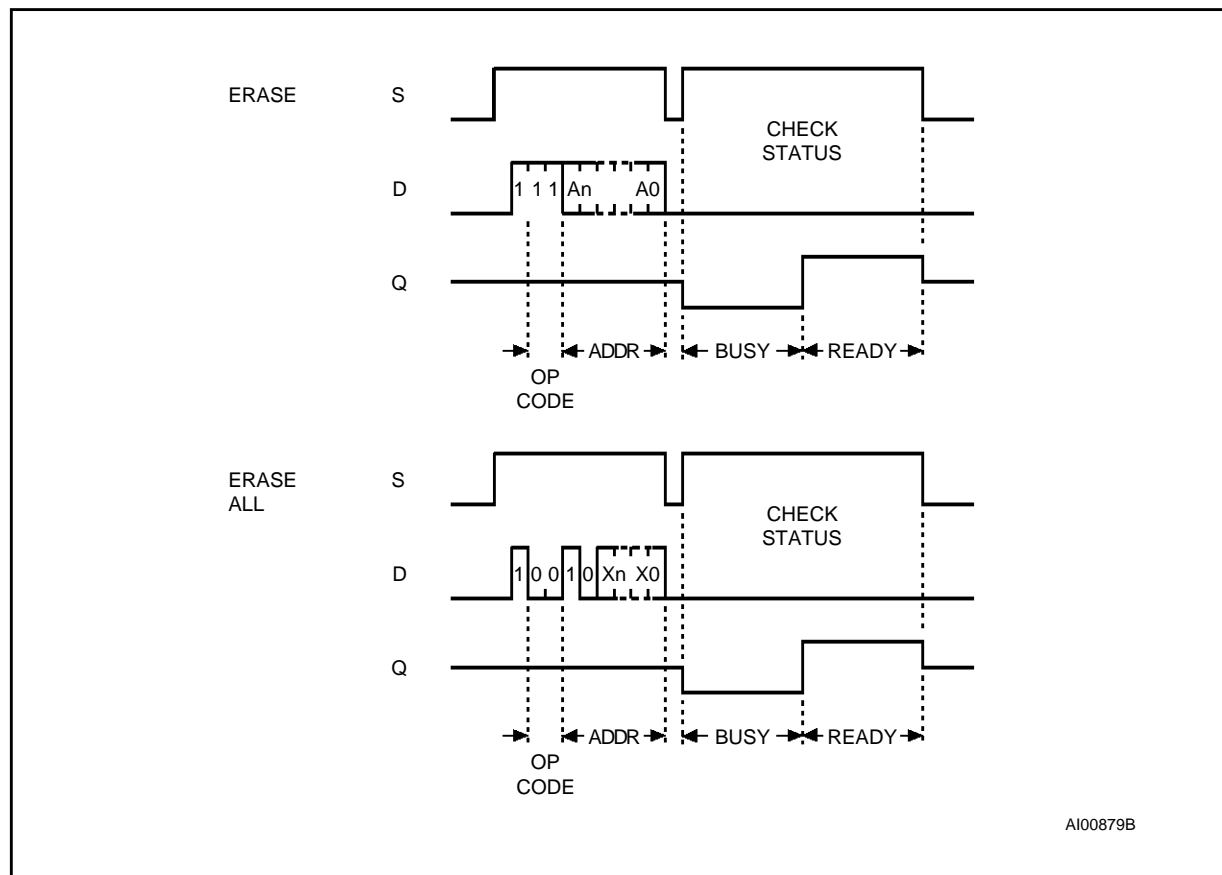 ERASE S
CHECK
STATUS
D 1 1 1 An A0
Q
ADDR BUSY READY
OP
CODE
ERASE
ALL
S
CHECK
STATUS
D 1 0 0 1 0 Xn X0
Q
ADDR BUSY READY
OP
CODE
AI00879B